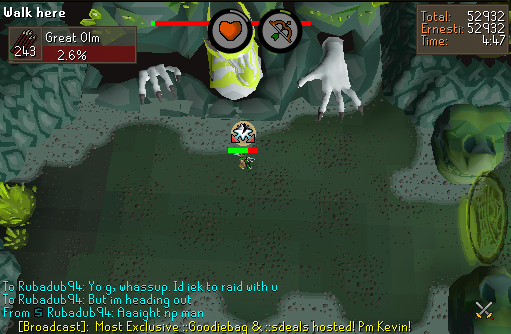 Walk here
Great Olm
243 2.6%
Total: 52932
Ernesti: 52932
Time: 4:47
To Rubadub94: Yo g, whassup. Id iek to raid with u
To Rubadub94: But im heading out
From S Rubadub94: Aaaight np man
[Broadcast]: Most Exclusive ::Goodiebag & ::sdeals hosted! Pm Kevin!